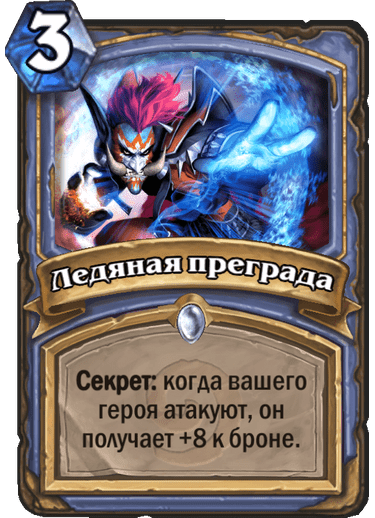 3
Ледяная преграда
Секрет: когда вашего
героя атакуют, он
получает +8 к броне.